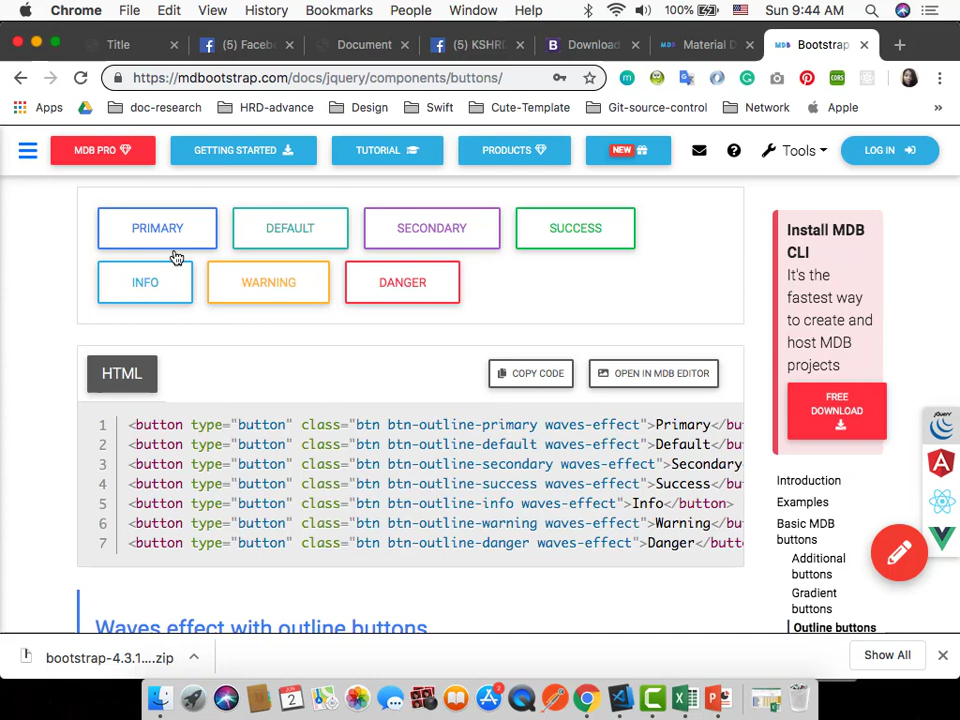 Chrome File Edit View History Bookmarks People Window Help 100% Sun 9:44 AM
Title (5) Faceb Document (5) KSHRD Download Material D Bootstrap
https://mdbootstrap.com/docs/jquery/components/buttons/
Apps doc-research HRD-advance Design Swift Cute-Template Git-source-control Network Apple »
MDB PRO GETTING STARTED TUTORIAL PRODUCTS NEW Tools LOG IN
PRIMARY DEFAULT SECONDARY SUCCESS
INFO WARNING DANGER
HTML COPY CODE OPEN IN MDB EDITOR
1 <button type="button" class="btn btn-outline-primary waves-effect">Primary</bu
2 <button type="button" class="btn btn-outline-default waves-effect">Default</bu
3 <button type="button" class="btn btn-outline-secondary waves-effect">Secondary
4 <button type="button" class="btn btn-outline-success waves-effect">Success</bu
5 <button type="button" class="btn btn-outline-info waves-effect">Info</button>
6 <button type="button" class="btn btn-outline-warning waves-effect">Warning</bu
7 <button type="button" class="btn btn-outline-danger waves-effect">Danger</butt
Waves effect with outline buttons
Install MDB
CLI
It's the
fastest way
to create and
host MDB
projects
FREE
DOWNLOAD
jQuery
Introduction
Examples
Basic MDB
buttons
Additional
buttons
Gradient
buttons
Outline buttons
bootstrap-4.3.1....zip Show All